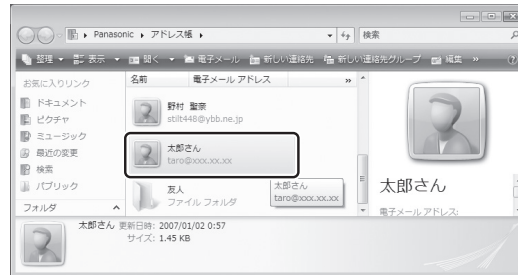 Panasonic ▸ アドレス帳 ▸
検索
整理 ▼ 表示 ▼ 開く ▼ 電子メール 新しい連絡先 新しい連絡先グループ 編集 »
お気に入りリンク
ドキュメント
ピクチャ
ミュージック
最近の変更
検索
パブリック
フォルダ
名前 電子メール アドレス »
野村 聖奈
stilt448@ybb.ne.jp
太郎さん
taro@xxx.xx.xx
友人
ファイル フォルダ
太郎さん
taro@xxx.xx.xx
太郎さん
電子メール アドレス:
太郎さん 更新日時: 2007/01/02 0:57
サイズ: 1.45 KB